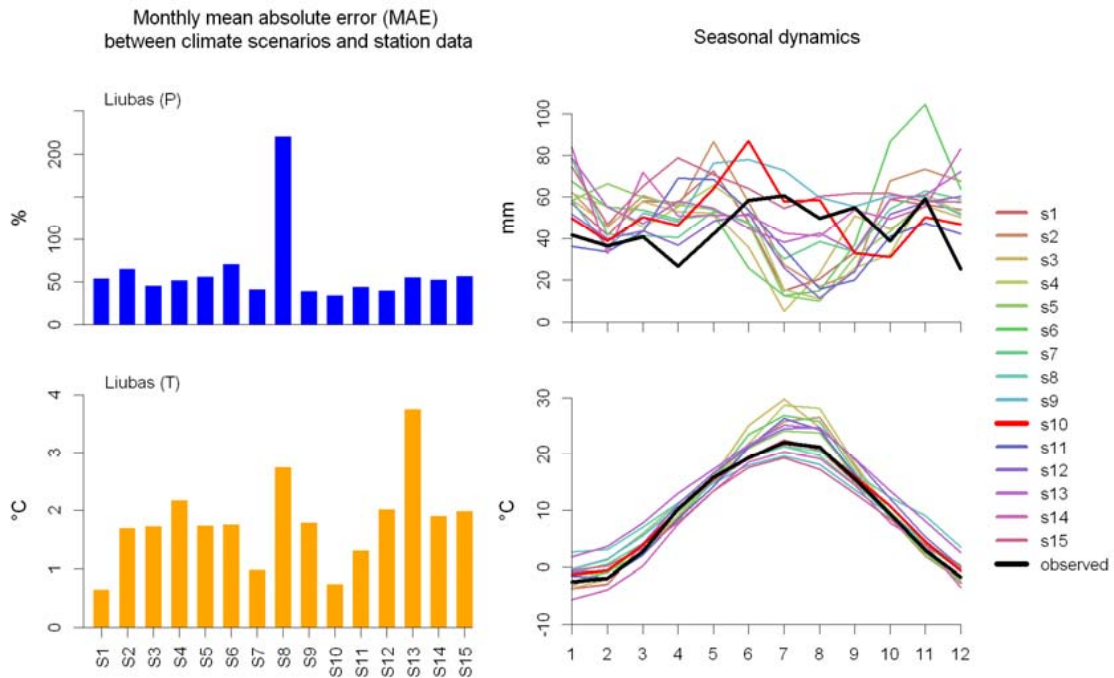 Monthly mean absolute error (MAE)
between climate scenarios and station data
Seasonal dynamics
Liubas (P)
%
0
50
100
200
mm
0
20
40
60
80
100
Liubas (T)
°C
0
1
2
3
4
S1
S2
S3
S4
S5
S6
S7
S8
S9
S10
S11
S12
S13
S14
S15
°C
-10
0
10
20
30
1 2 3 4 5 6 7 8 9 10 11 12
s1
s2
s3
s4
s5
s6
s7
s8
s9
s10
s11
s12
s13
s14
s15
observed